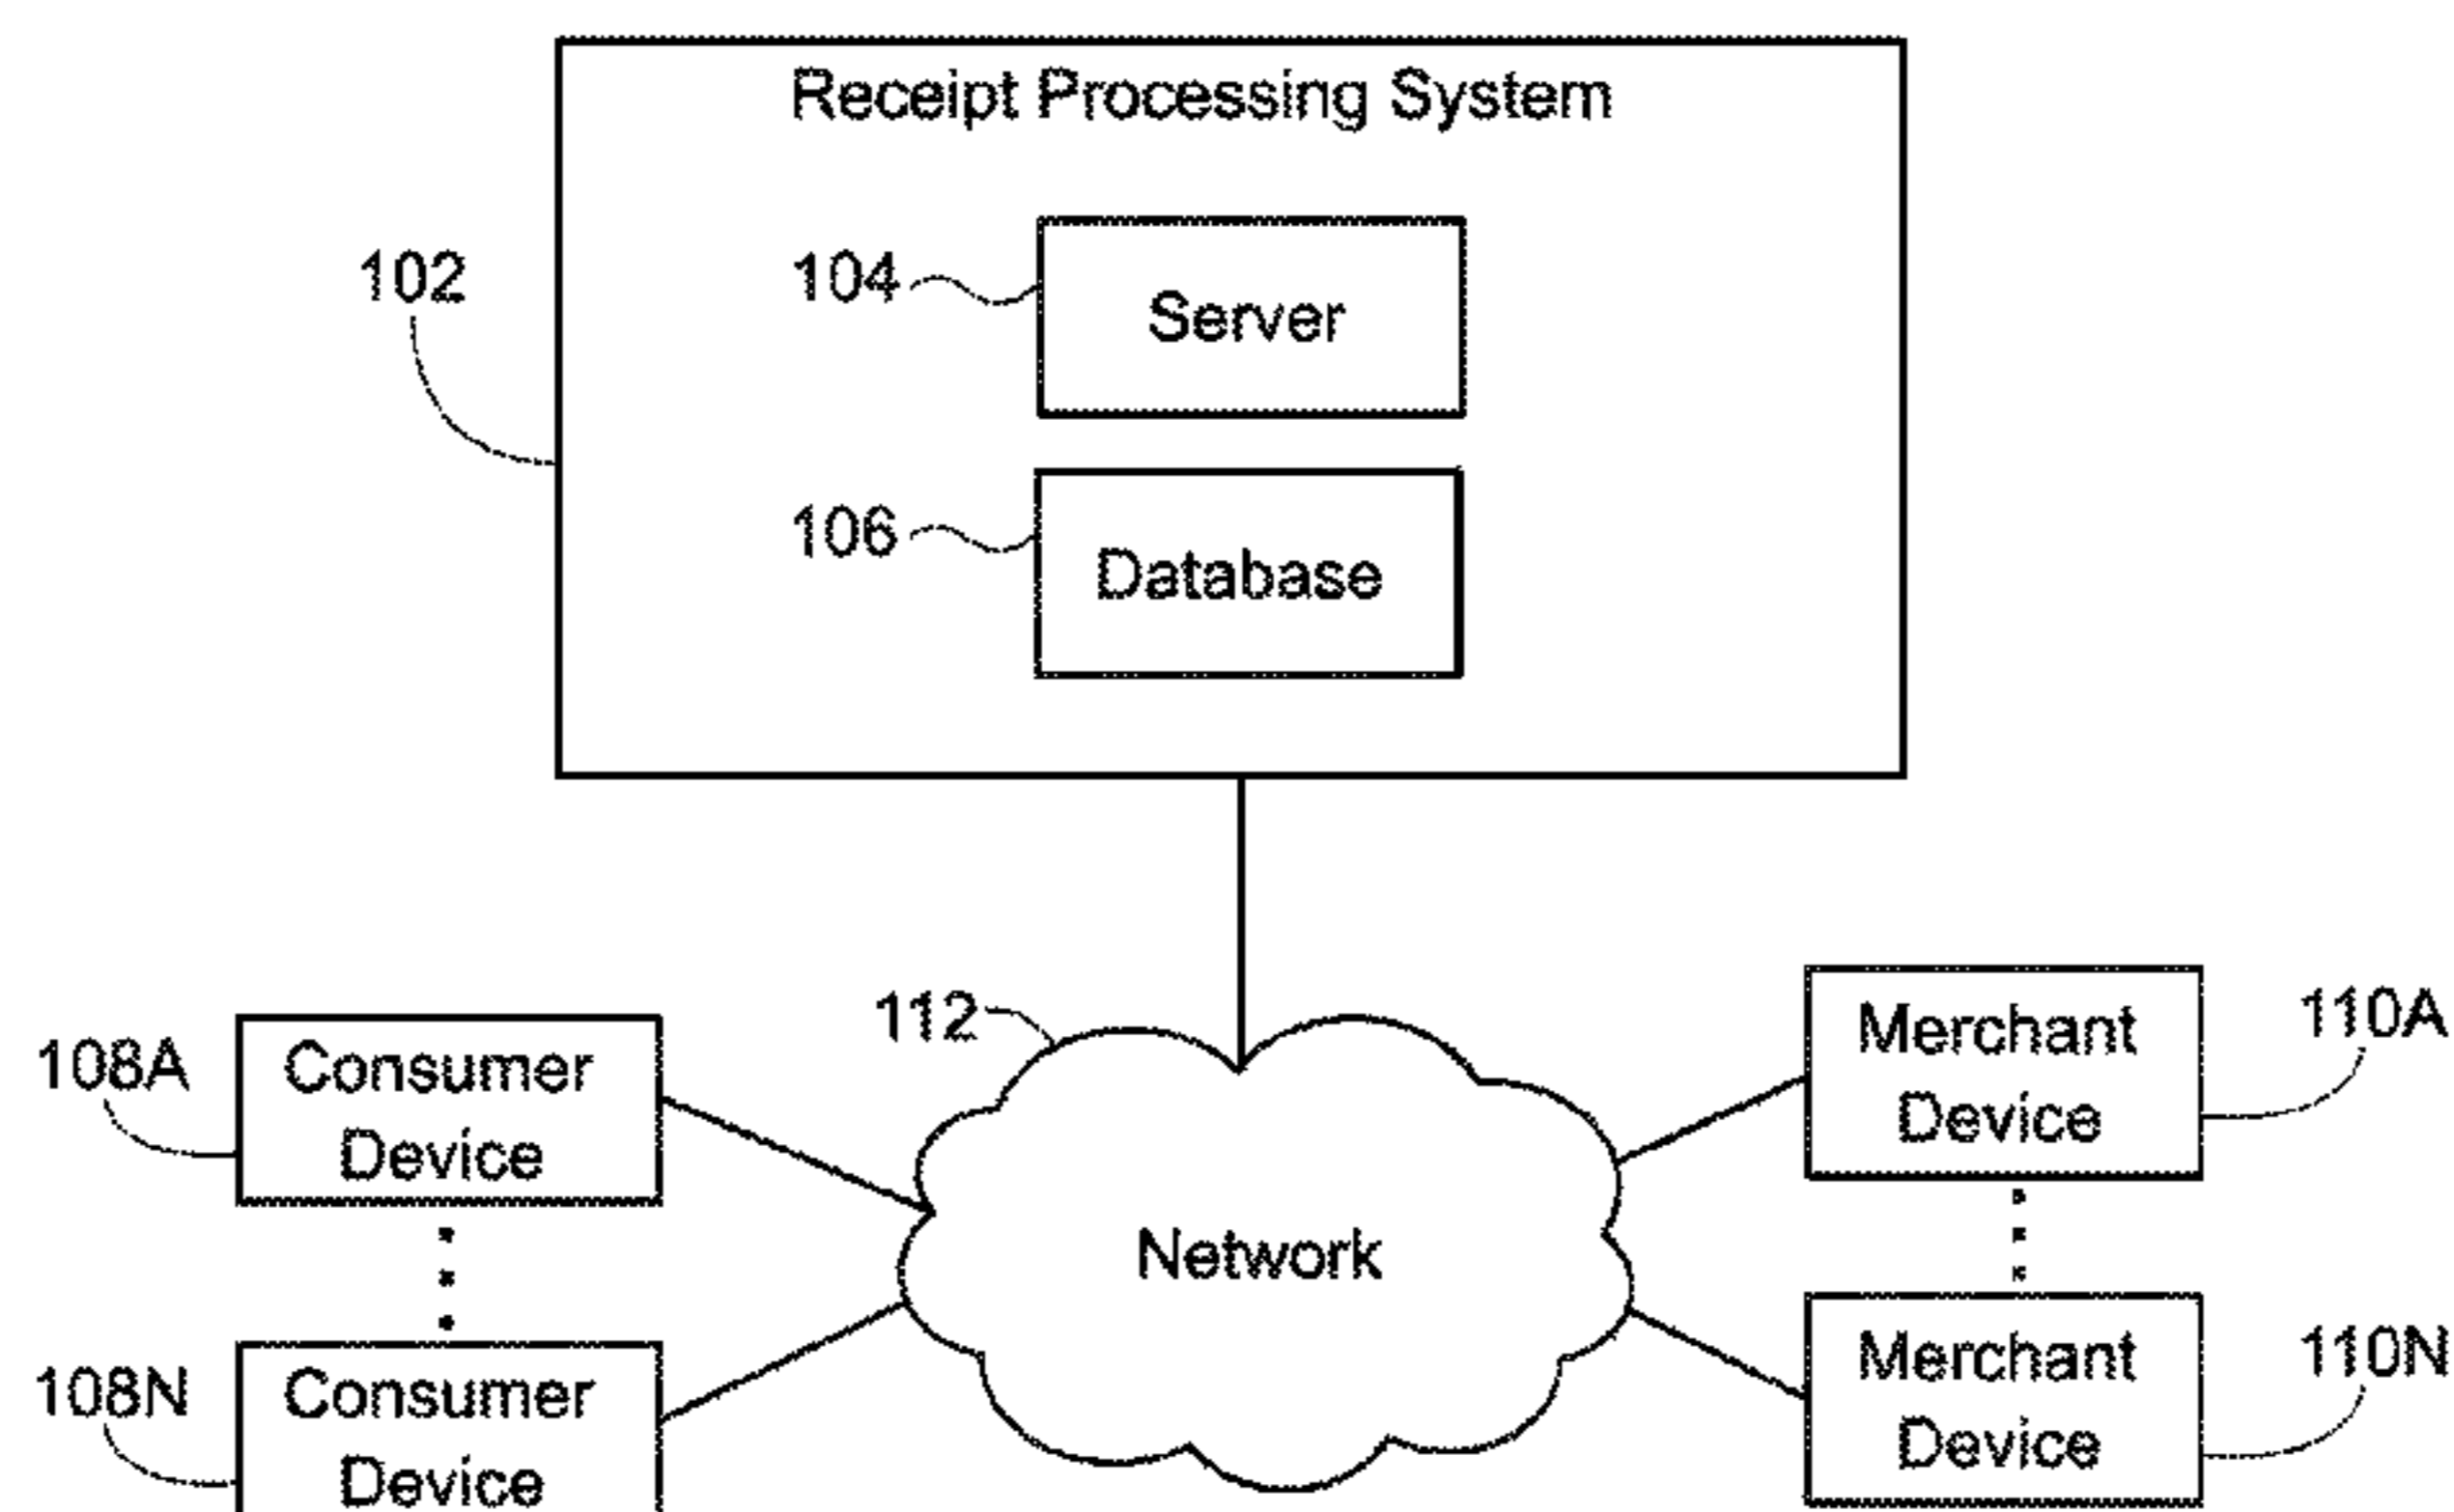 Receipt Processing System
102
104
Server
106
Database
112
108A
Consumer
Device
110A
Merchant
Device
Network
108N
Consumer
Device
110N
Merchant
Device